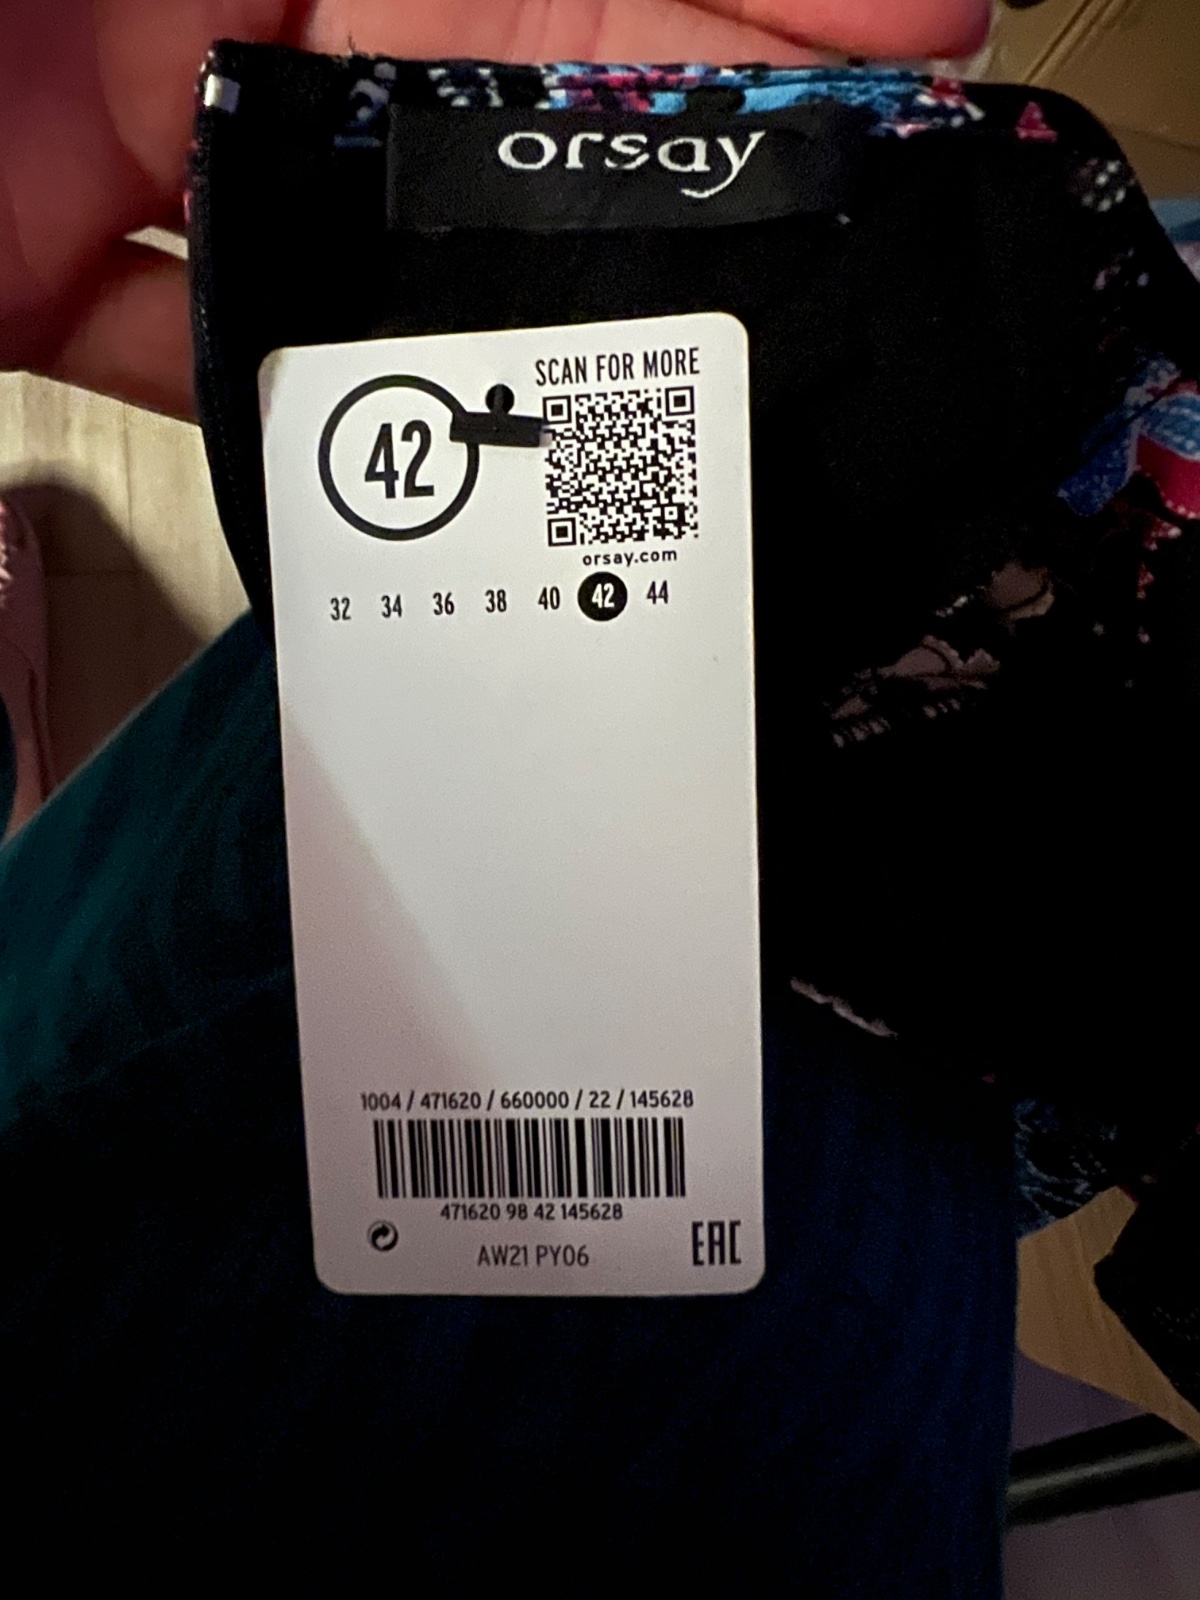 orsay
SCAN FOR MORE
42
orsay.com
32 34 36 38 40 42 44
1004 / 471620 / 660000 / 22 / 145628
471620 98 42 145628
AW21 PY06
EAC